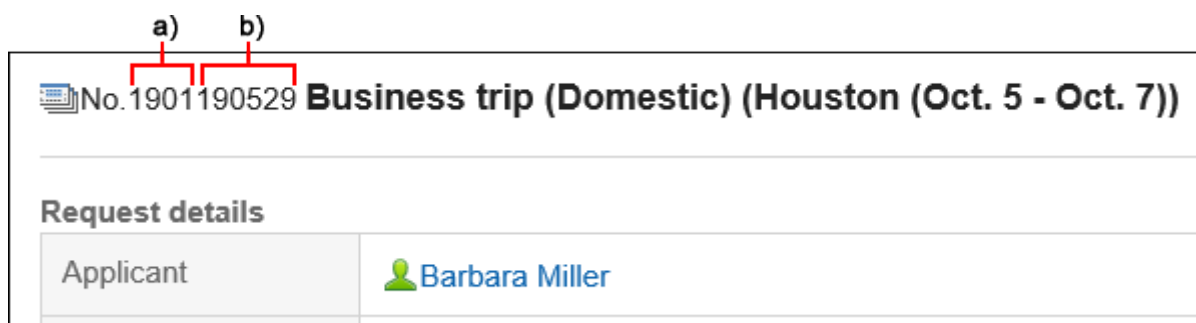 a) b)
No.1901190529 Business trip (Domestic) (Houston (Oct. 5 - Oct. 7))
Request details
Applicant Barbara Miller